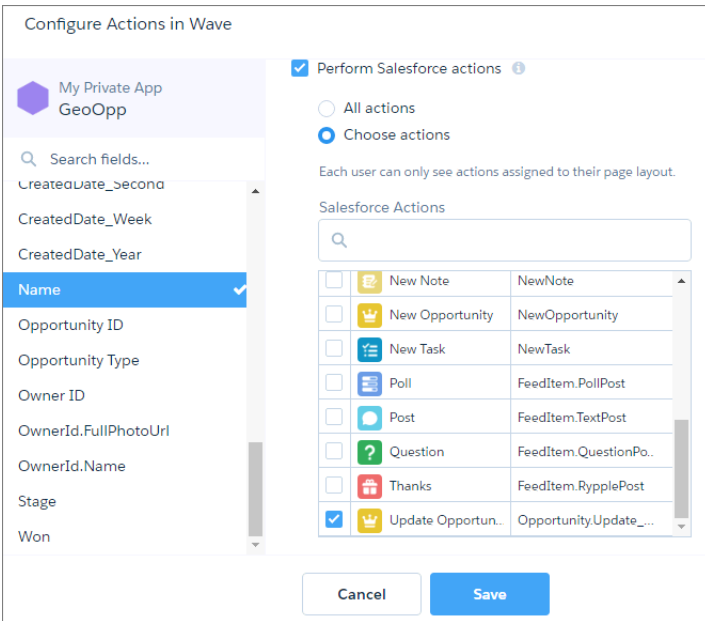 Configure Actions in Wave
My Private App
GeoOpp
Search fields...
CreatedDate_Second
CreatedDate_Week
CreatedDate_Year
Name
Opportunity ID
Opportunity Type
Owner ID
OwnerId.FullPhotoUrl
OwnerId.Name
Stage
Won
Perform Salesforce actions
All actions
Choose actions
Each user can only see actions assigned to their page layout.
Salesforce Actions
New Note NewNote
New Opportunity NewOpportunity
New Task NewTask
Poll FeedItem.PollPost
Post FeedItem.TextPost
Question FeedItem.QuestionPo..
Thanks FeedItem.RypplePost
Update Opportun.. Opportunity.Update_...
Cancel Save